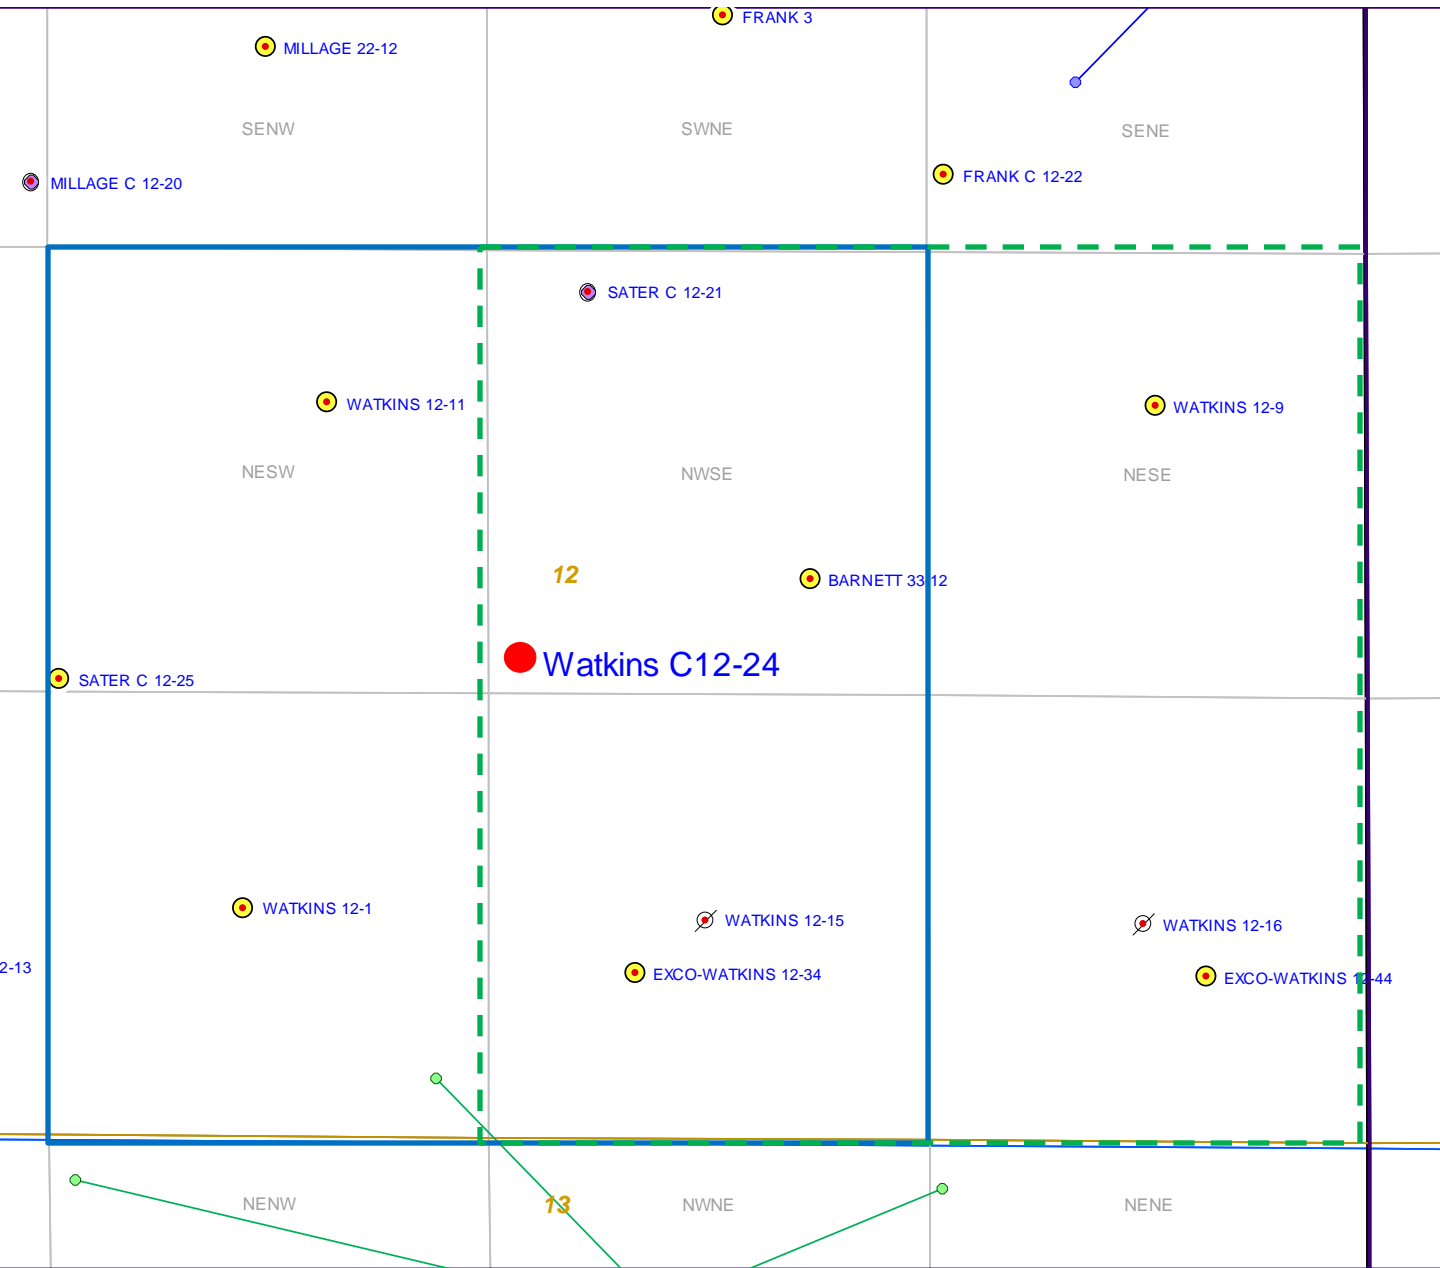 FRANK 3
MILLAGE 22-12
SENW
SWNE
SENE
MILLAGE C 12-20
FRANK C 12-22
SATER C 12-21
WATKINS 12-11
WATKINS 12-9
NESW
NWSE
NESE
12
BARNETT 33-12
Watkins C12-24
SATER C 12-25
WATKINS 12-1
WATKINS 12-15
WATKINS 12-16
2-13
EXCO-WATKINS 12-34
EXCO-WATKINS 12-44
NENW
13
NWNE
NENE